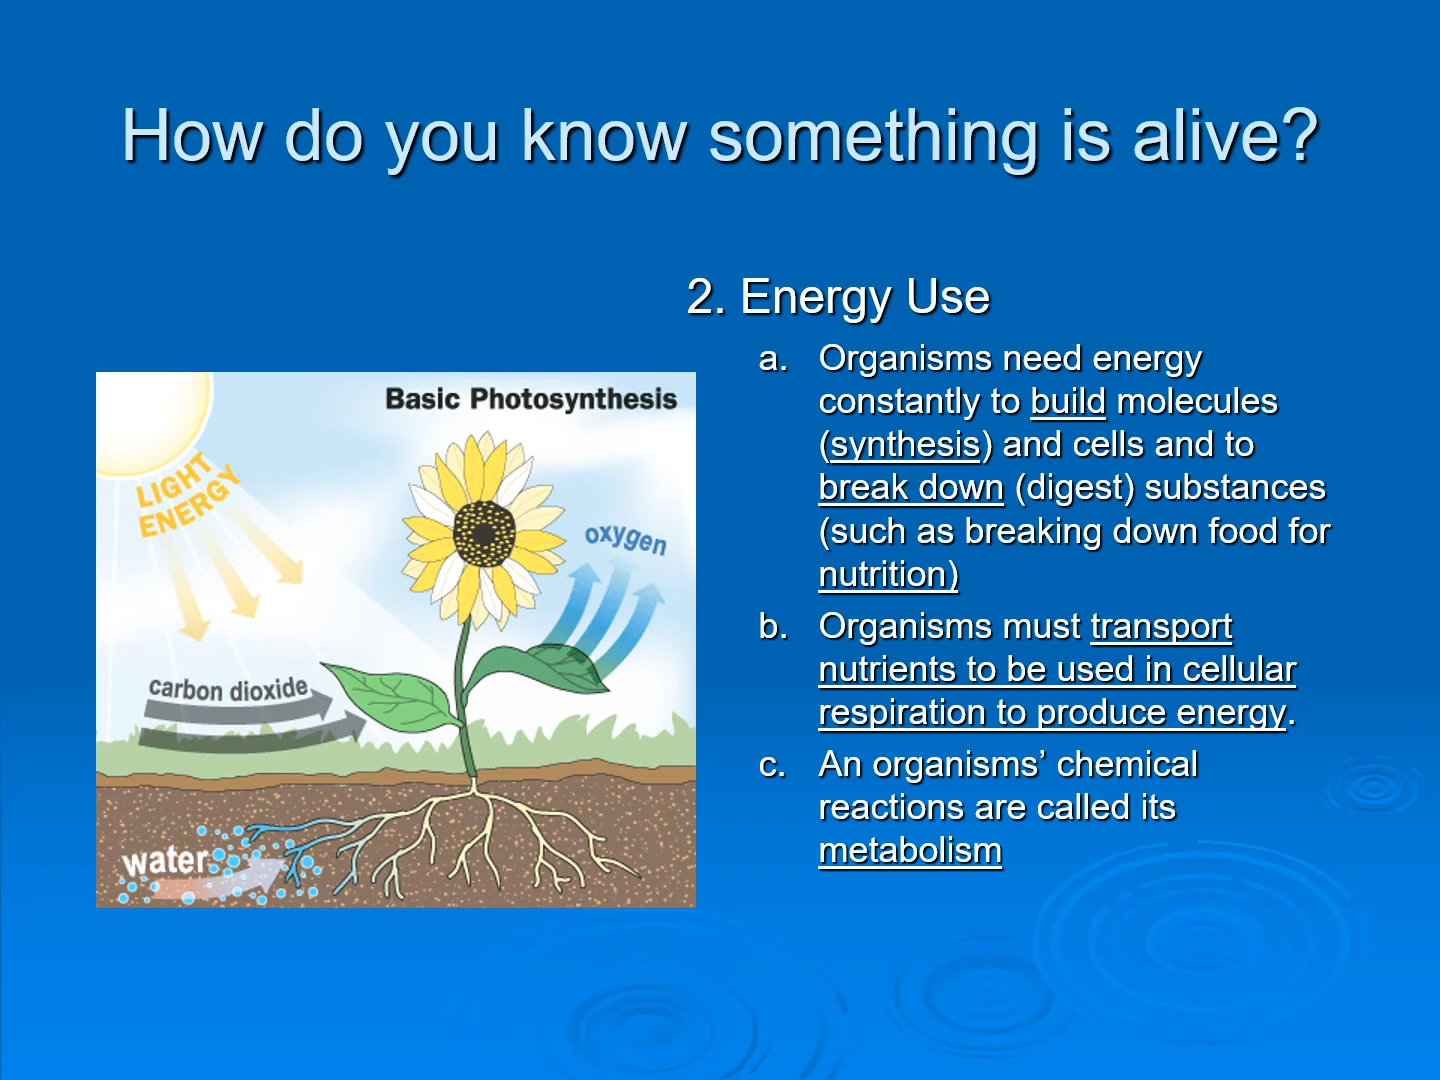 How do you know something is alive?
2. Energy Use
a. Organisms need energy
constantly to build molecules
(synthesis) and cells and to
break down (digest) substances
(such as breaking down food for
nutrition)
b. Organisms must transport
nutrients to be used in cellular
respiration to produce energy.
c. An organisms’ chemical
reactions are called its
metabolism
Basic Photosynthesis
LIGHT
ENERGY
oxygen
carbon dioxide
water